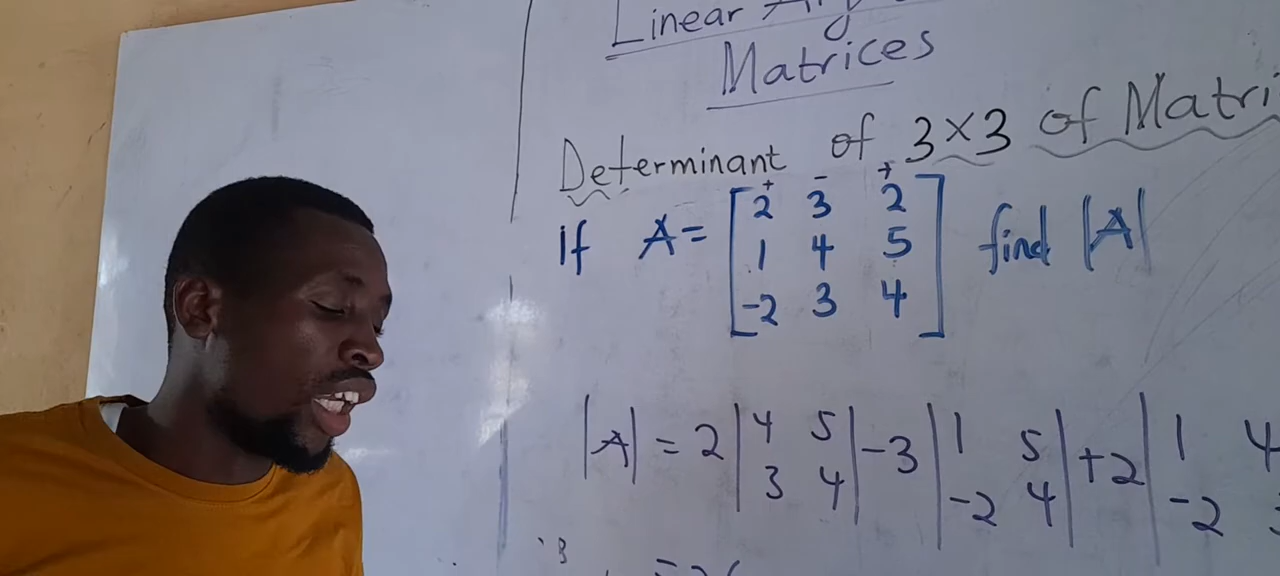 Linear
Matrices
Determinant of 3×3 of Matri
+ - +
if A= [2 3 2] find |A|
[1 4 5]
[-2 3 4]
|A| = 2 |4 5| -3 |1 5| +2 |1 4
|3 4| |-2 4| |-2